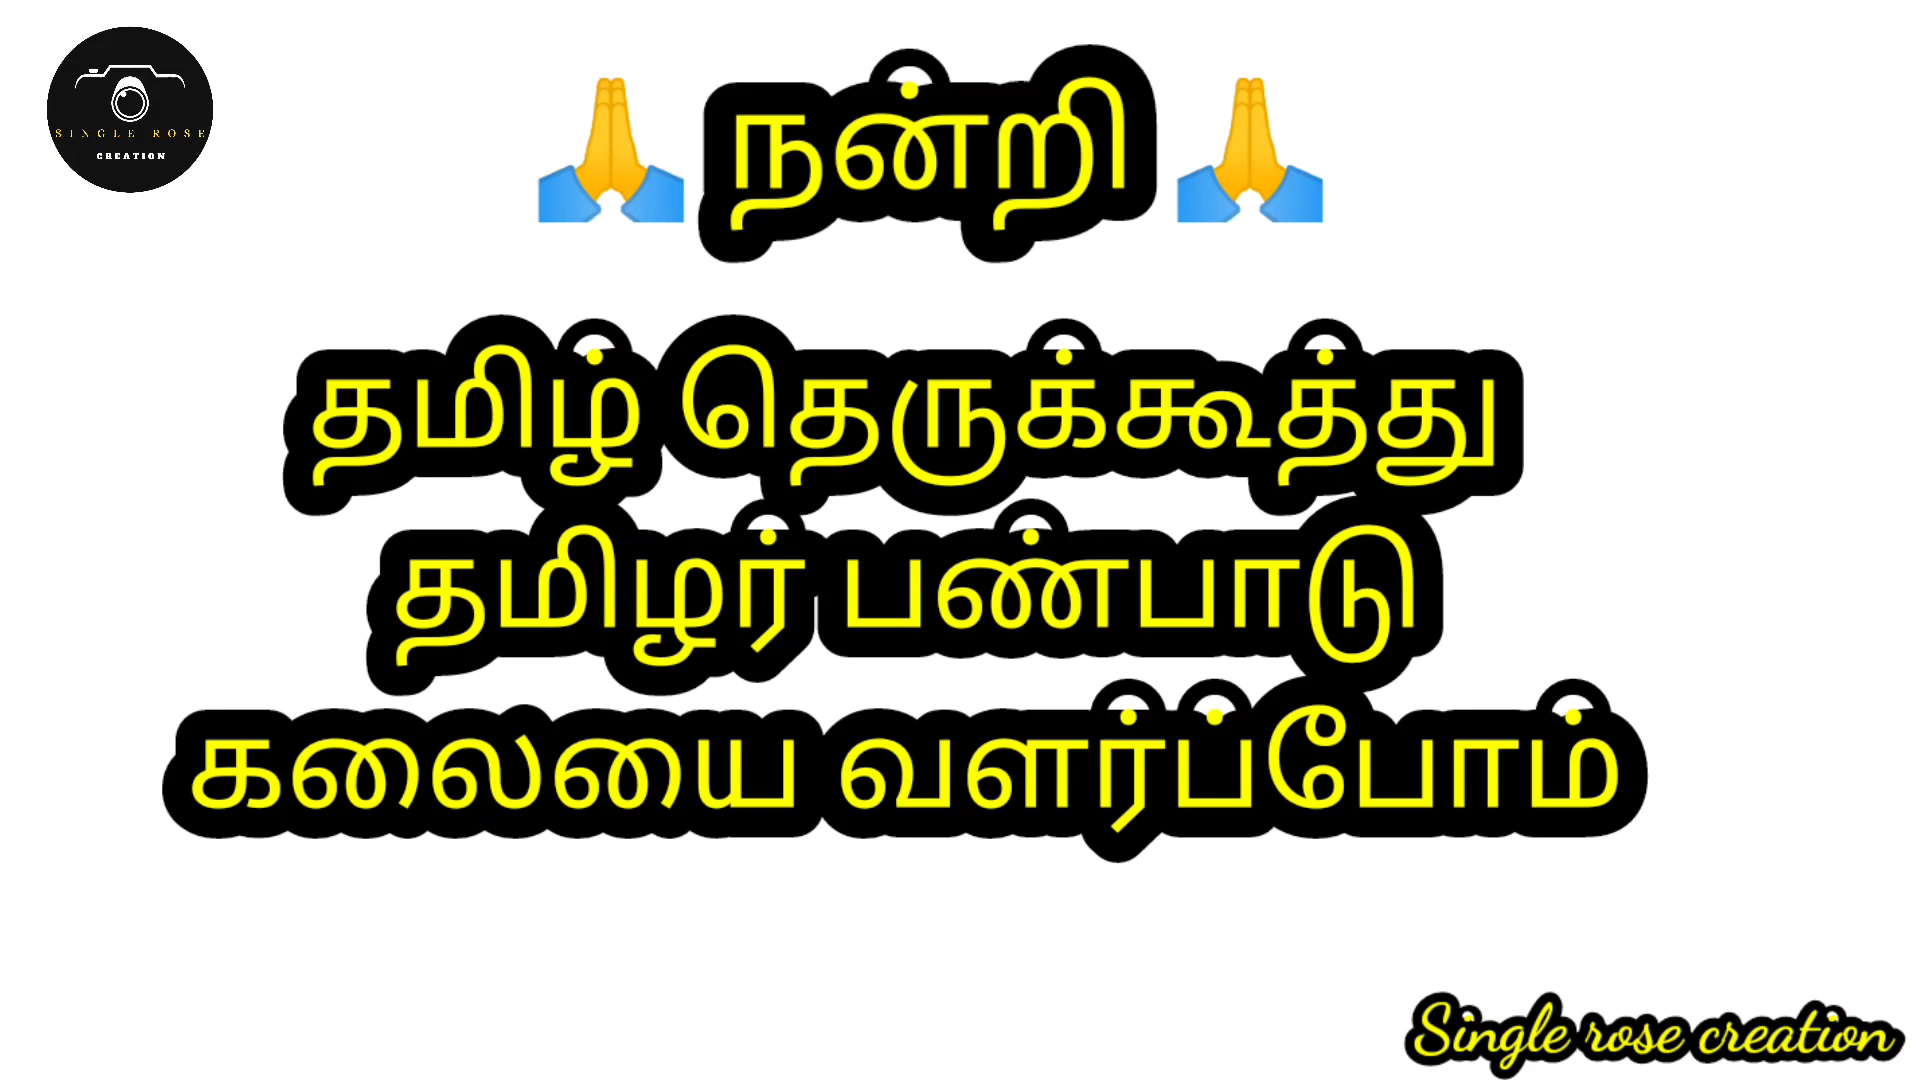 SINGLE ROSE
CREATION
🙏 நன்றி 🙏
தமிழ் தெருக்கூத்து
தமிழர் பண்பாடு
கலையை வளர்ப்போம்
Single rose creation